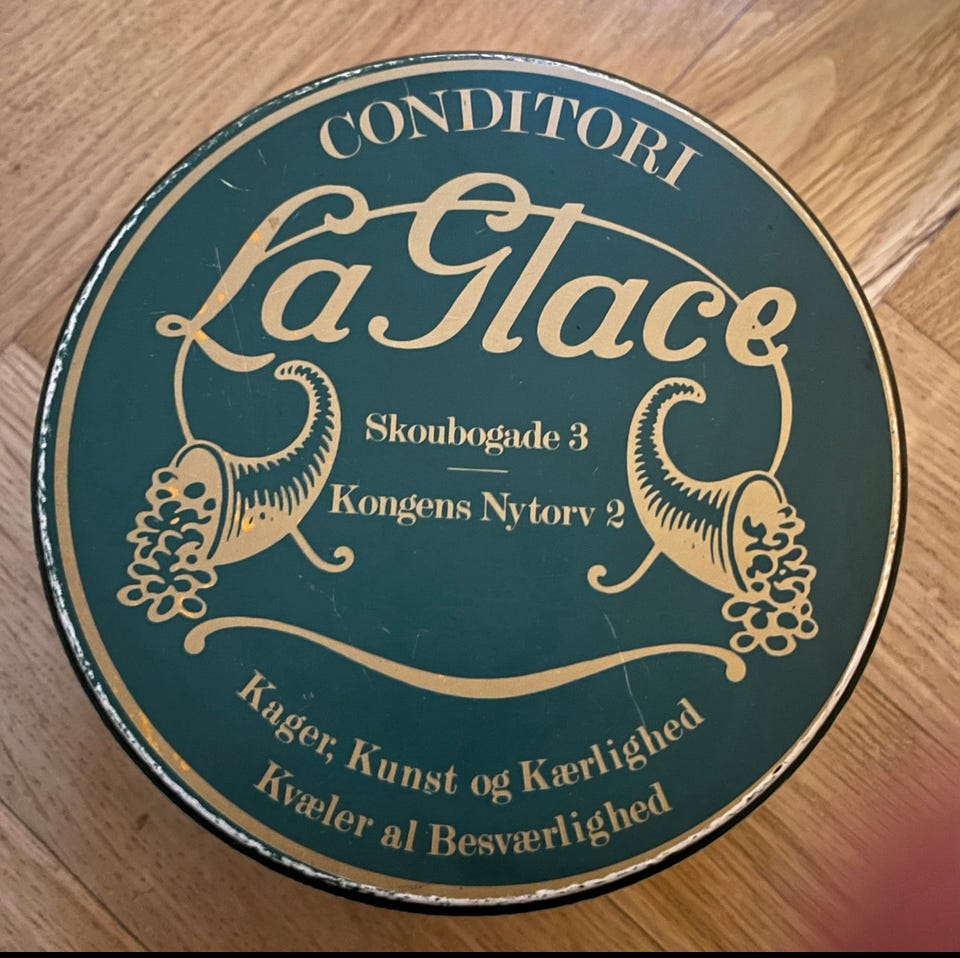 CONDITORI
La Glace
Skoubogade 3
Kongens Nytorv 2
Kager, Kunst og Kærlighed
Kvæler al Besværlighed